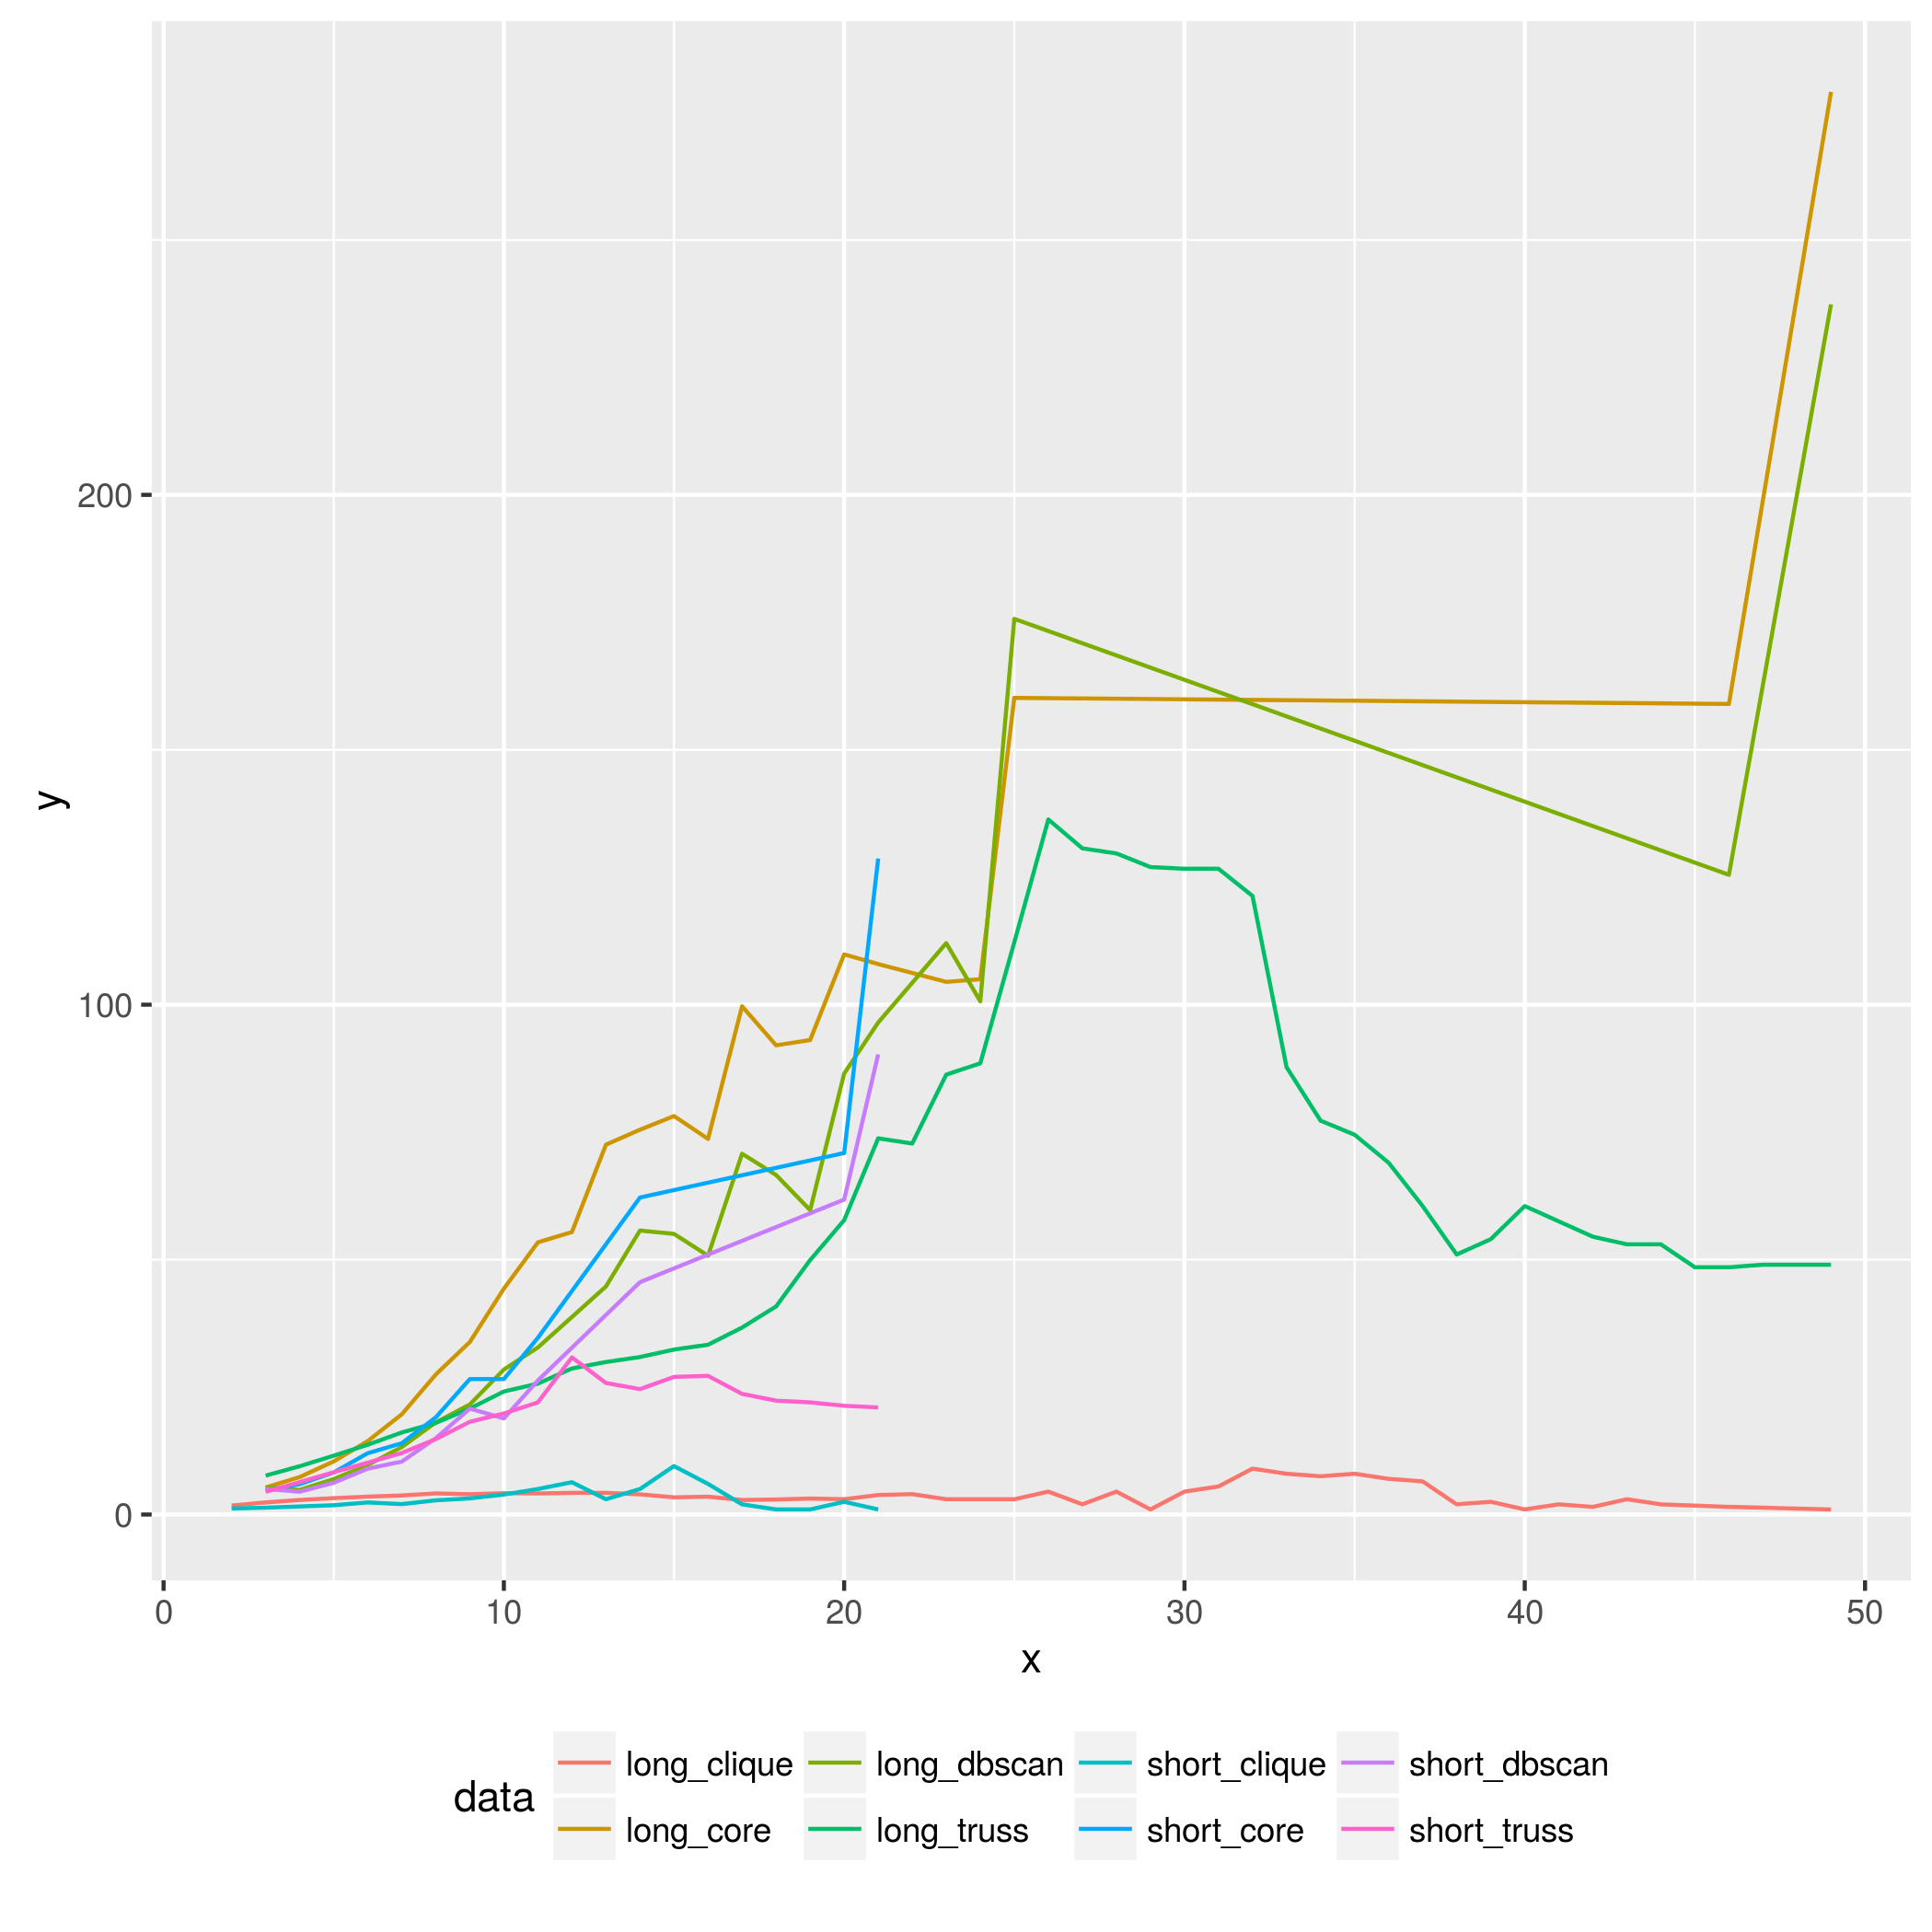 y
200
100
0
0 10 20 30 40 50
x
data
long_clique long_dbscan short_clique short_dbscan
long_core long_truss short_core short_truss